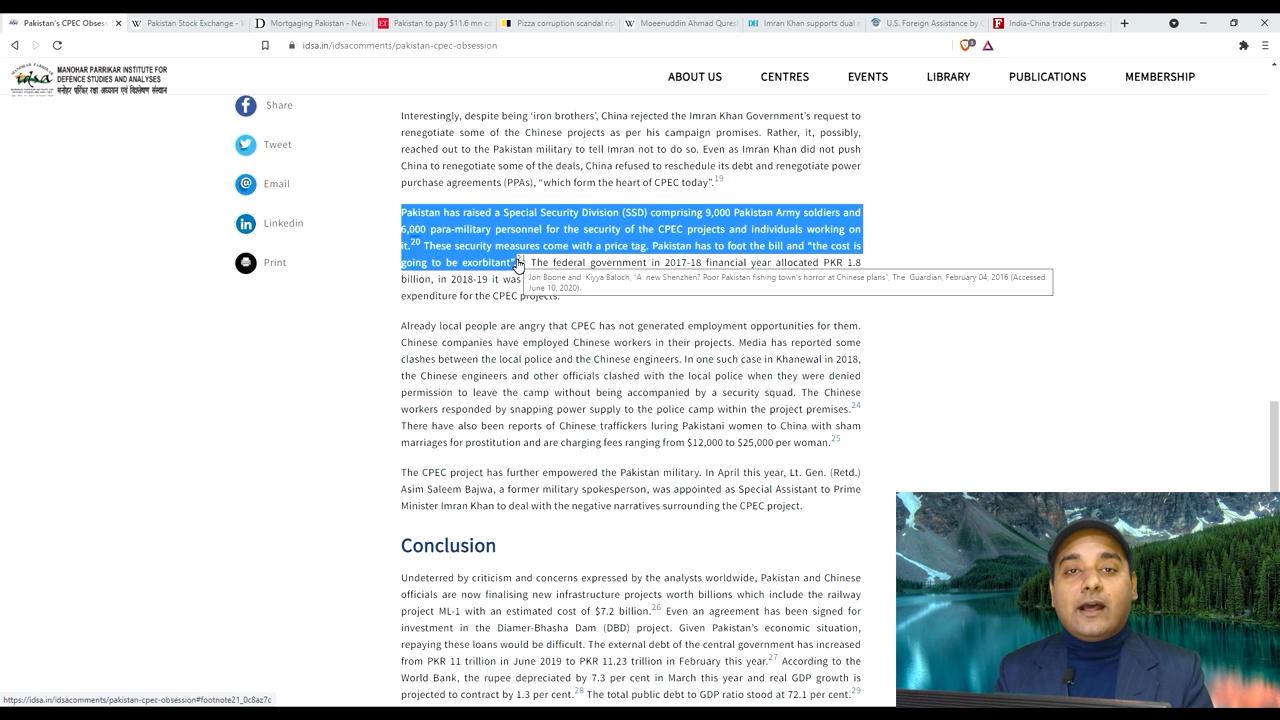 Pakistan's CPEC Obses
Pakistan Stock Exchange - W
Mortgaging Pakistan - New
Pakistan to pay $11.6 mn co
Pizza corruption scandal ris
Moeenuddin Ahmad Qures
Imran Khan supports dual n
U.S. Foreign Assistance by C
India-China trade surpasses
idsa.in/idsacomments/pakistan-cpec-obsession
idsa
MANOHAR PARRIKAR INSTITUTE FOR
DEFENCE STUDIES AND ANALYSES
मनोहर पर्रिकर रक्षा अध्ययन एवं विश्लेषण संस्थान
ABOUT US
CENTRES
EVENTS
LIBRARY
PUBLICATIONS
MEMBERSHIP
Share
Tweet
Email
Linkedin
Print
Interestingly, despite being ‘iron brothers’, China rejected the Imran Khan Government’s request to
renegotiate some of the Chinese projects as per his campaign promises. Rather, it, possibly,
reached out to the Pakistan military to tell Imran not to do so. Even as Imran Khan did not push
China to renegotiate some of the deals, China refused to reschedule its debt and renegotiate power
purchase agreements (PPAs), “which form the heart of CPEC today”.19
Pakistan has raised a Special Security Division (SSD) comprising 9,000 Pakistan Army soldiers and
6,000 para-military personnel for the security of the CPEC projects and individuals working on
it.20 These security measures come with a price tag. Pakistan has to foot the bill and “the cost is
going to be exorbitant”.21 The federal government in 2017-18 financial year allocated PKR 1.8
billion, in 2018-19 it was
expenditure for the CPEC projects.
Jon Boone and Kiyya Baloch, “A new Shenzhen? Poor Pakistan fishing town’s horror at Chinese plans”, The Guardian, February 04, 2016 (Accessed
June 10, 2020).
Already local people are angry that CPEC has not generated employment opportunities for them.
Chinese companies have employed Chinese workers in their projects. Media has reported some
clashes between the local police and the Chinese engineers. In one such case in Khanewal in 2018,
the Chinese engineers and other officials clashed with the local police when they were denied
permission to leave the camp without being accompanied by a security squad. The Chinese
workers responded by snapping power supply to the police camp within the project premises.24
There have also been reports of Chinese traffickers luring Pakistani women to China with sham
marriages for prostitution and are charging fees ranging from $12,000 to $25,000 per woman.25
The CPEC project has further empowered the Pakistan military. In April this year, Lt. Gen. (Retd.)
Asim Saleem Bajwa, a former military spokesperson, was appointed as Special Assistant to Prime
Minister Imran Khan to deal with the negative narratives surrounding the CPEC project.
Conclusion
Undeterred by criticism and concerns expressed by the analysts worldwide, Pakistan and Chinese
officials are now finalising new infrastructure projects worth billions which include the railway
project ML-1 with an estimated cost of $7.2 billion.26 Even an agreement has been signed for
investment in the Diamer-Bhasha Dam (DBD) project. Given Pakistan’s economic situation,
repaying these loans would be difficult. The external debt of the central government has increased
from PKR 11 trillion in June 2019 to PKR 11.23 trillion in February this year.27 According to the
World Bank, the rupee depreciated by 7.3 per cent in March this year and real GDP growth is
projected to contract by 1.3 per cent.28 The total public debt to GDP ratio stood at 72.1 per cent.29
https://idsa.in/idsacomments/pakistan-cpec-obsession#footnote21_0c8az7c